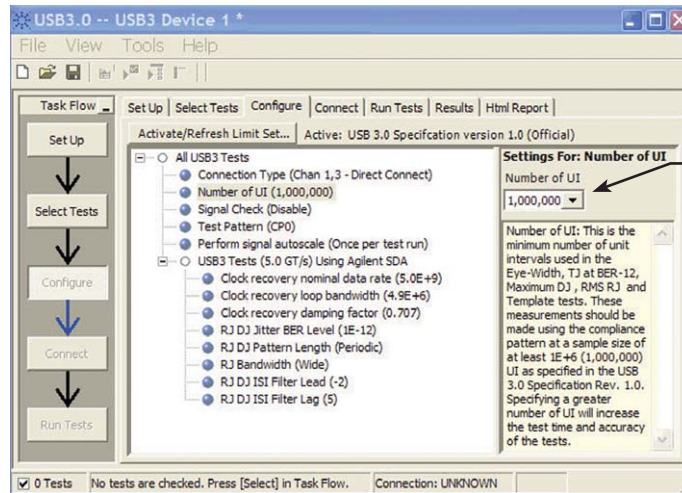 USB3.0 -- USB3 Device 1 *
File View Tools Help
Task Flow
Set Up
Select Tests
Configure
Connect
Run Tests
Set Up Select Tests Configure Connect Run Tests Results Html Report
Activate/Refresh Limit Set... Active: USB 3.0 Specifcation version 1.0 (Official)
All USB3 Tests
Connection Type (Chan 1,3 - Direct Connect)
Number of UI (1,000,000)
Signal Check (Disable)
Test Pattern (CP0)
Perform signal autoscale (Once per test run)
USB3 Tests (5.0 GT/s) Using Agilent SDA
Clock recovery nominal data rate (5.0E+9)
Clock recovery loop bandwidth (4.9E+6)
Clock recovery damping factor (0.707)
RJ DJ Jitter BER Level (1E-12)
RJ DJ Pattern Length (Periodic)
RJ Bandwidth (Wide)
RJ DJ ISI Filter Lead (-2)
RJ DJ ISI Filter Lag (5)
Settings For: Number of UI
Number of UI
1,000,000
Number of UI: This is the
minimum number of unit
intervals used in the
Eye-Width, TJ at BER-12,
Maximum DJ , RMS RJ and
Template tests. These
measurements should be
made using the compliance
pattern at a sample size of
at least 1E+6 (1,000,000)
UI as specified in the USB
3.0 Specification Rev. 1.0.
Specifying a greater
number of UI will increase
the test time and accuracy
of the tests.
0 Tests No tests are checked. Press [Select] in Task Flow. Connection: UNKNOWN